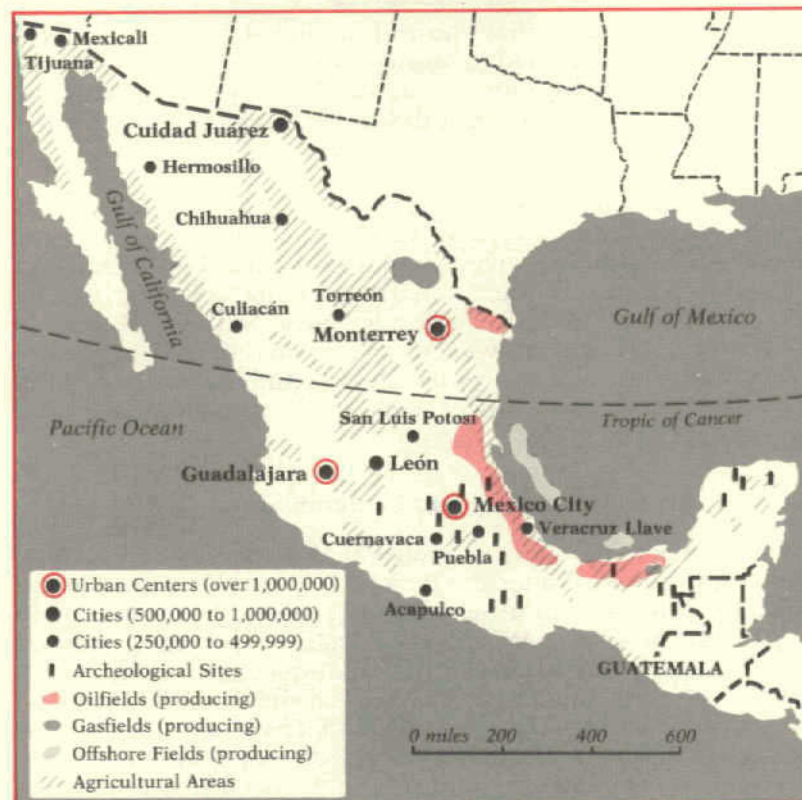 Mexicali
Tijuana
Cuidad Juárez
Hermosillo
Chihuahua
Gulf of California
Culiacán
Torreón
Monterrey
Gulf of Mexico
Pacific Ocean
San Luis Potosí
Tropic of Cancer
Guadalajara
León
Mexico City
Cuernavaca
Puebla
Veracruz Llave
Acapulco
GUATEMALA
Urban Centers (over 1,000,000)
Cities (500,000 to 1,000,000)
Cities (250,000 to 499,999)
Archeological Sites
Oilfields (producing)
Gasfields (producing)
Offshore Fields (producing)
Agricultural Areas
0 miles 200 400 600